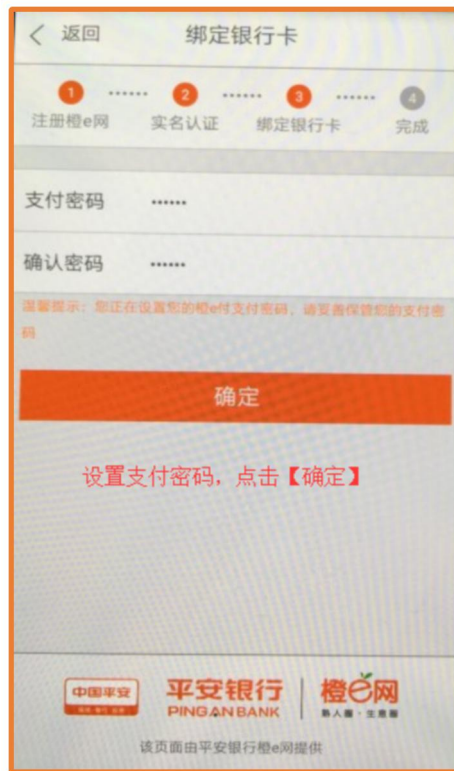 < 返回 绑定银行卡
1 ······ 2 ······ 3 ······ 4
注册橙e网 实名认证 绑定银行卡 完成
支付密码 ······
确认密码 ······
温馨提示：您正在设置您的橙e付支付密码，请妥善保管您的支付密
码
确定
设置支付密码，点击【确定】
中国平安 平安银行 橙e网
PING AN BANK 熟人圈·生意圈
该页面由平安银行橙e网提供